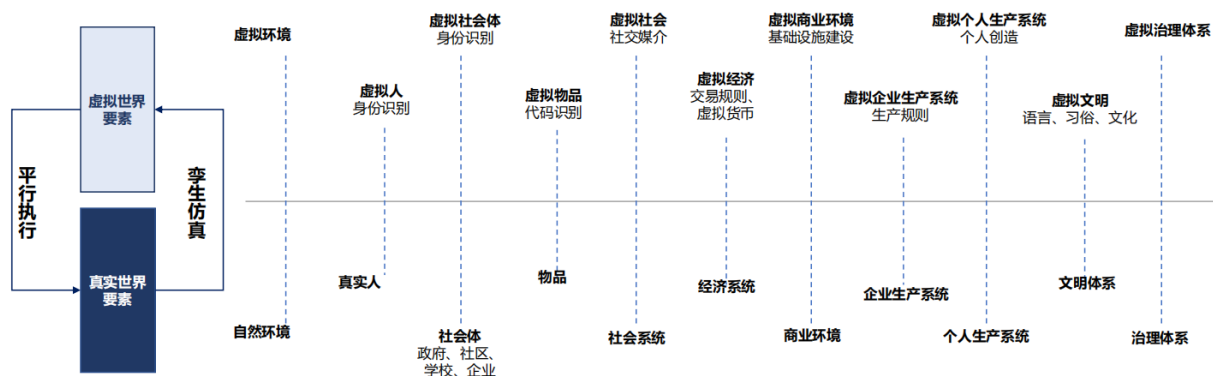 虚拟世界
要素
真实世界
要素
平行执行
孪生仿真
虚拟环境
虚拟人
身份识别
虚拟社会体
身份识别
虚拟物品
代码识别
虚拟社会
社交媒介
虚拟经济
交易规则、
虚拟货币
虚拟商业环境
基础设施建设
虚拟企业生产系统
生产规则
虚拟个人生产系统
个人创造
虚拟文明
语言、习俗、文化
虚拟治理体系
自然环境
真实人
社会体
政府、社区、
学校、企业
物品
社会系统
经济系统
商业环境
企业生产系统
个人生产系统
文明体系
治理体系